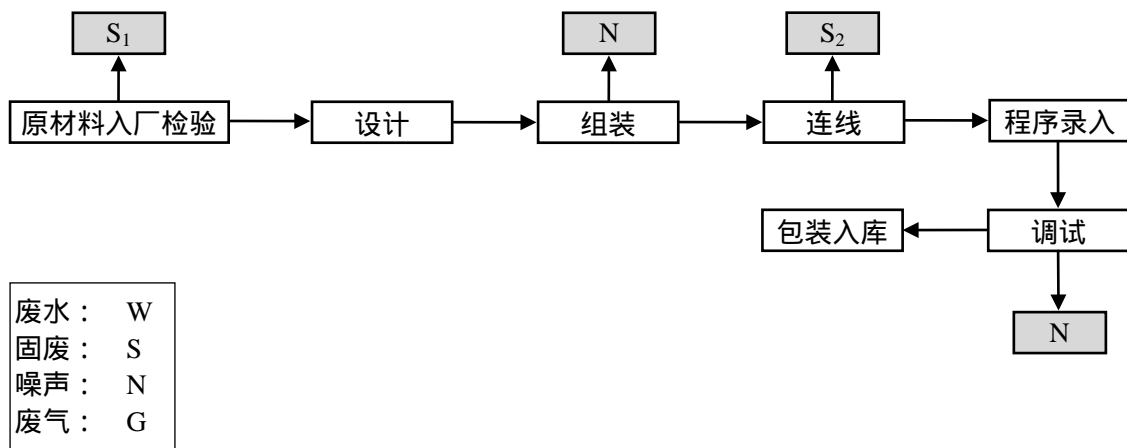 S₁
N
S₂
原材料入厂检验
设计
组装
连线
程序录入
包装入库
调试
N
废水： W
固废： S
噪声： N
废气： G